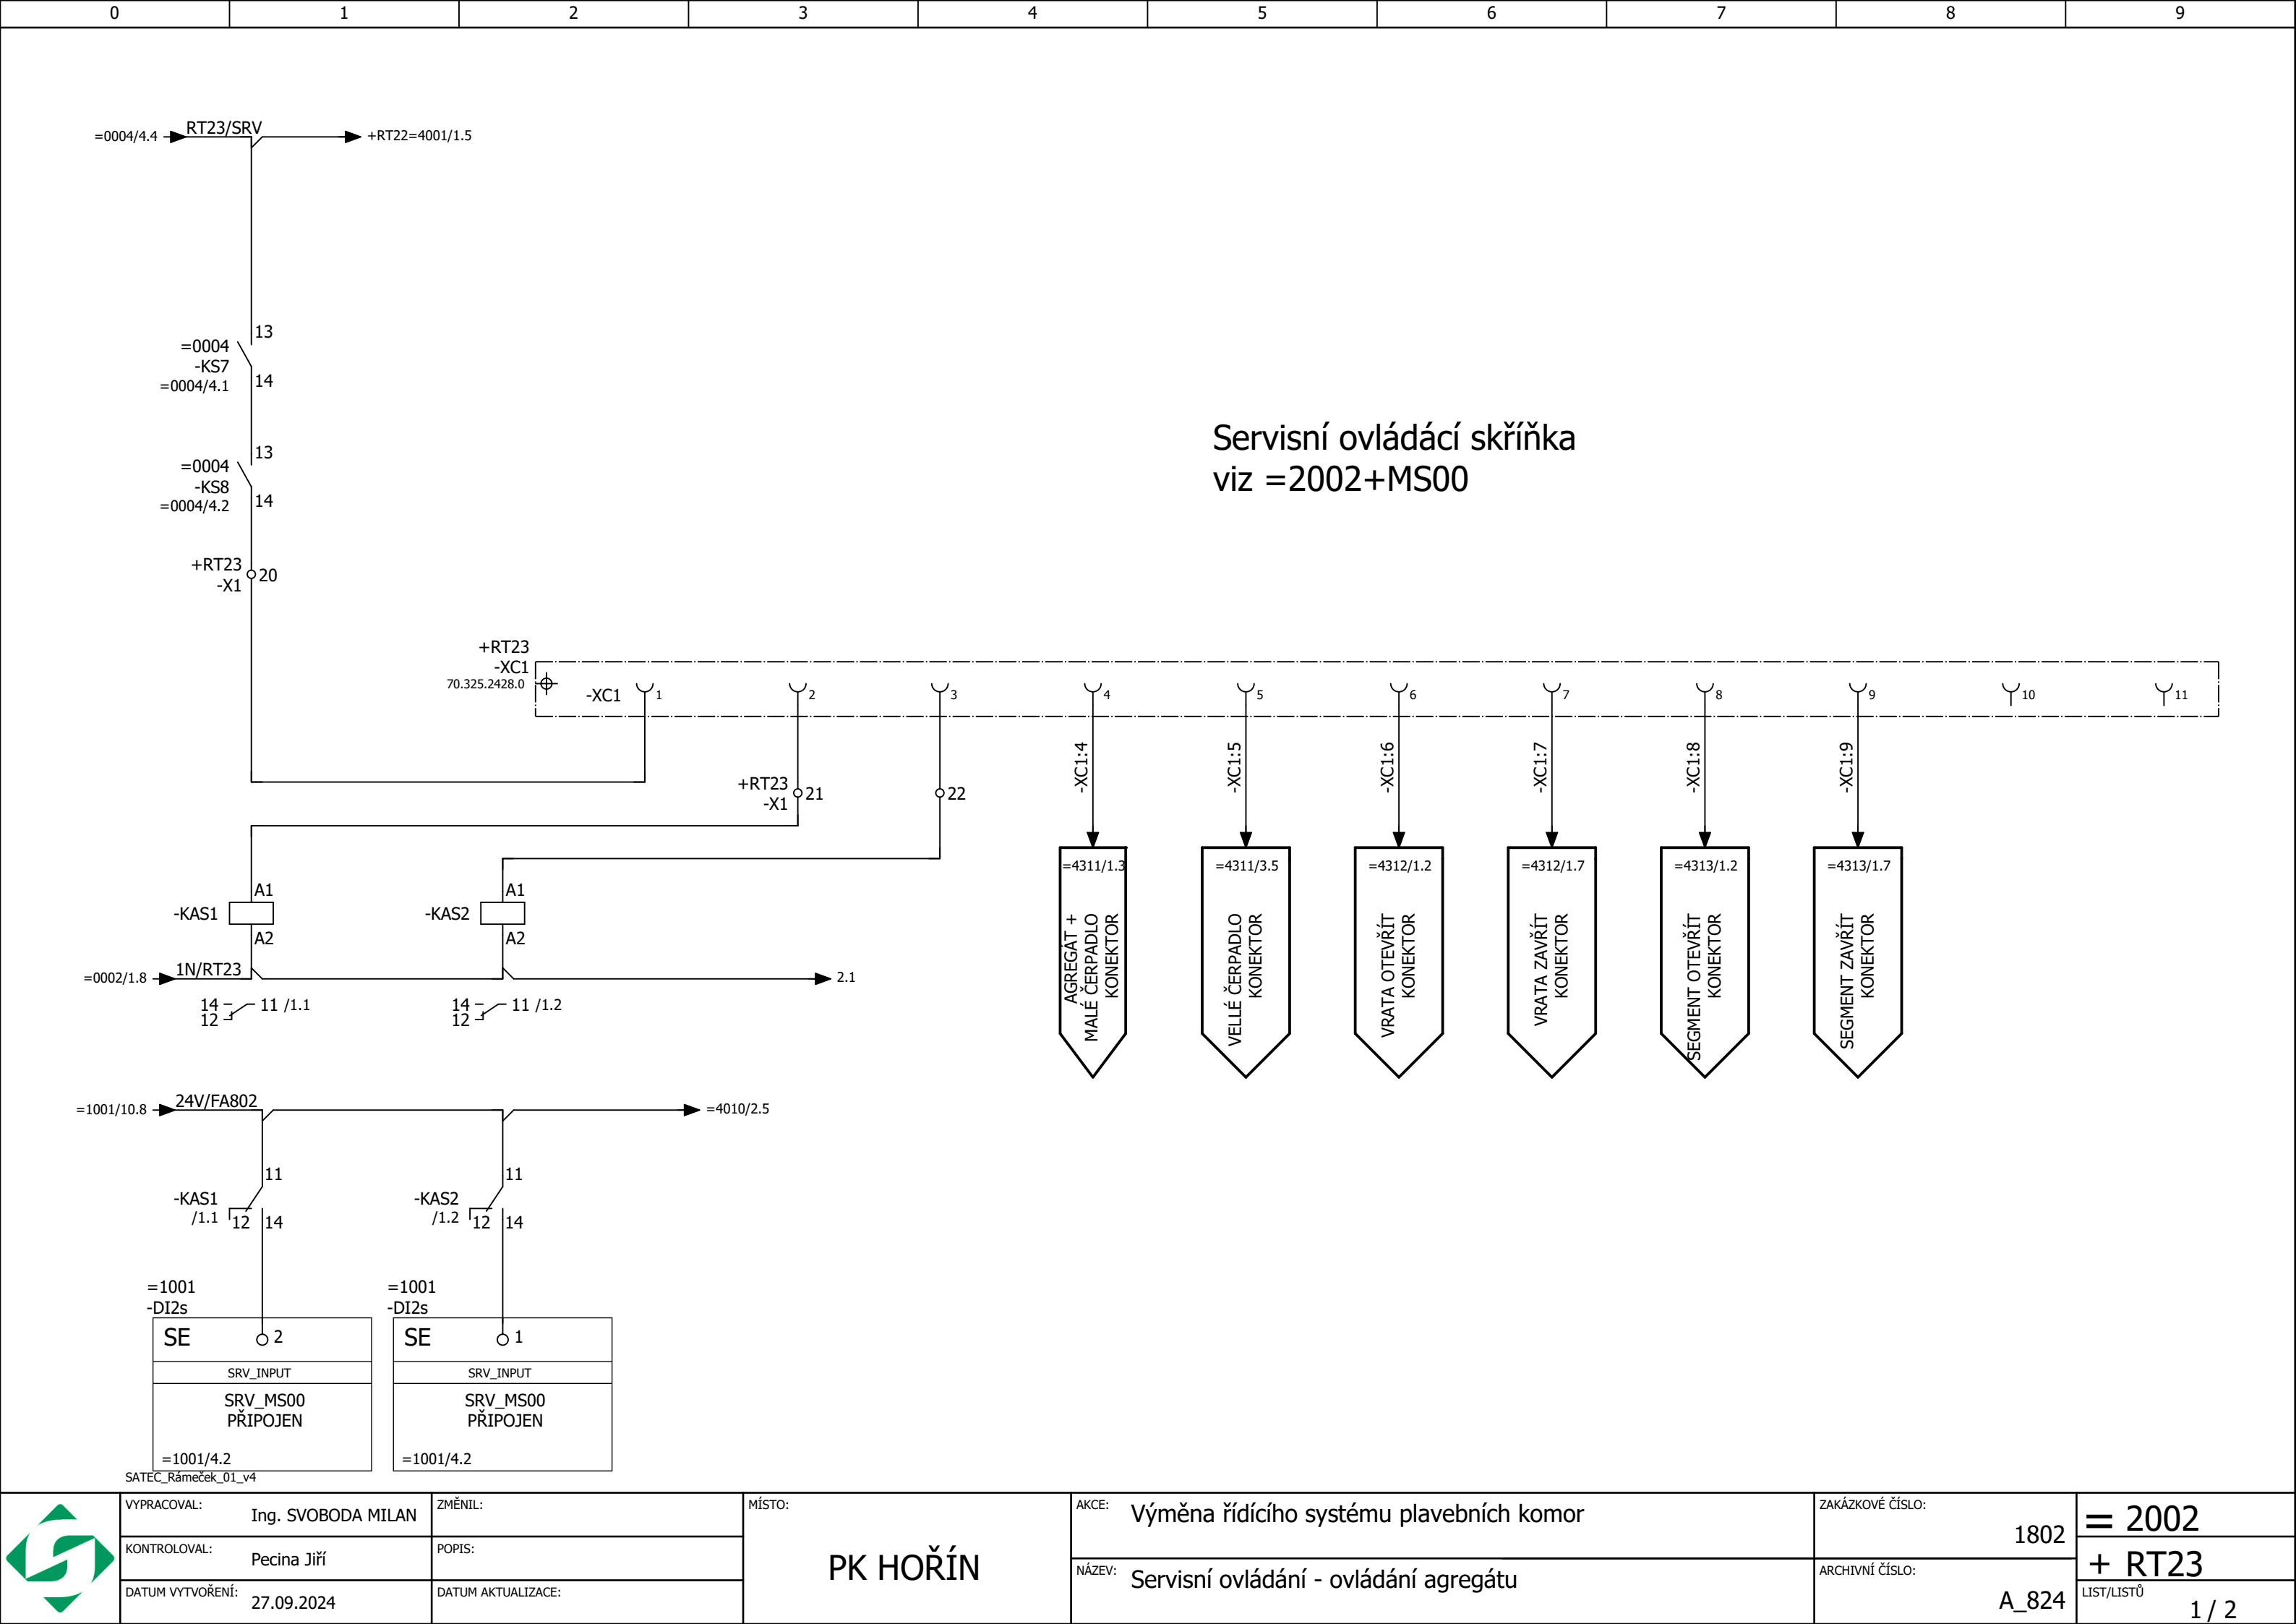 0 1 2 3 4 5 6 7 8 9
=0004/4.4 RT23/SRV +RT22=4001/1.5
13
=0004
-KS7
=0004/4.1
14
13
=0004
-KS8
=0004/4.2
14
Servisní ovládácí skříňka
viz =2002+MS00
+RT23
-X1
20
+RT23
-XC1
70.325.2428.0
-XC1 1 2 3 4 5 6 7 8 9 10 11
+RT23
-X1
21
22
-XC1:4
-XC1:5
-XC1:6
-XC1:7
-XC1:8
-XC1:9
=4311/1.3
AGREGÁT +
MALÉ ČERPADLO
KONEKTOR
=4311/3.5
VELLÉ ČERPADLO
KONEKTOR
=4312/1.2
VRATA OTEVŘÍT
KONEKTOR
=4312/1.7
VRATA ZAVŘÍT
KONEKTOR
=4313/1.2
SEGMENT OTEVŘÍT
KONEKTOR
=4313/1.7
SEGMENT ZAVŘÍT
KONEKTOR
A1
-KAS1
A2
A1
-KAS2
A2
=0002/1.8 1N/RT23 2.1
14
12
11 /1.1
14
12
11 /1.2
=1001/10.8 24V/FA802 =4010/2.5
11
-KAS1
/1.1
12 14
11
-KAS2
/1.2
12 14
=1001
-DI2s
SE 2
SRV_INPUT
SRV_MS00
PŘIPOJEN
=1001/4.2
=1001
-DI2s
SE 1
SRV_INPUT
SRV_MS00
PŘIPOJEN
=1001/4.2
SATEC_Rámeček_01_v4
VYPRACOVAL: Ing. SVOBODA MILAN
KONTROLOVAL: Pecina Jiří
DATUM VYTVOŘENÍ: 27.09.2024
ZMĚNIL:
POPIS:
DATUM AKTUALIZACE:
MÍSTO:
PK HOŘÍN
AKCE: Výměna řídícího systému plavebních komor
NÁZEV: Servisní ovládání - ovládání agregátu
ZAKÁZKOVÉ ČÍSLO:
1802
ARCHIVNÍ ČÍSLO:
A_824
= 2002
+ RT23
LIST/LISTŮ
1 / 2